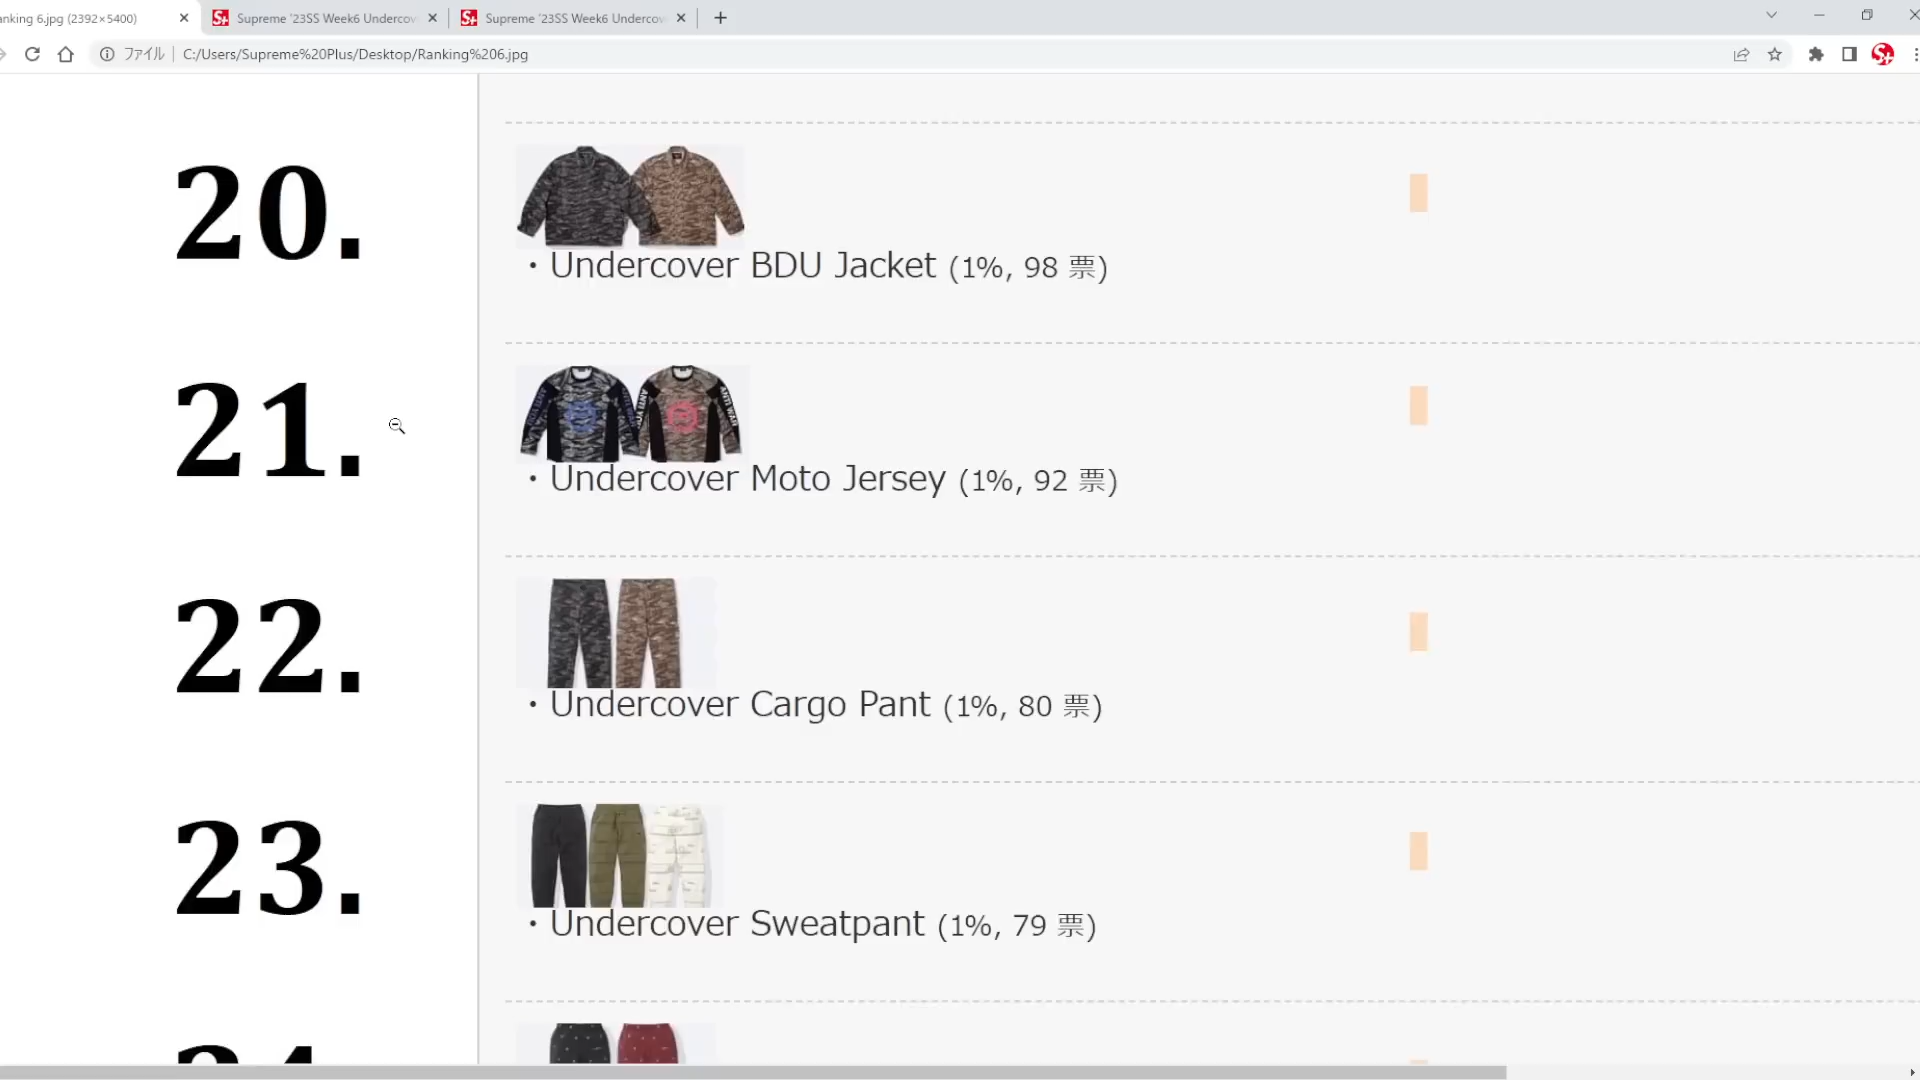 anking 6.jpg (2392×5400)
Supreme '23SS Week6 Undercov
Supreme '23SS Week6 Undercov
ファイル
C:/Users/Supreme%20Plus/Desktop/Ranking%206.jpg
20.
・Undercover BDU Jacket (1%, 98 票)
21.
ANTI WAR
・Undercover Moto Jersey (1%, 92 票)
22.
・Undercover Cargo Pant (1%, 80 票)
23.
・Undercover Sweatpant (1%, 79 票)